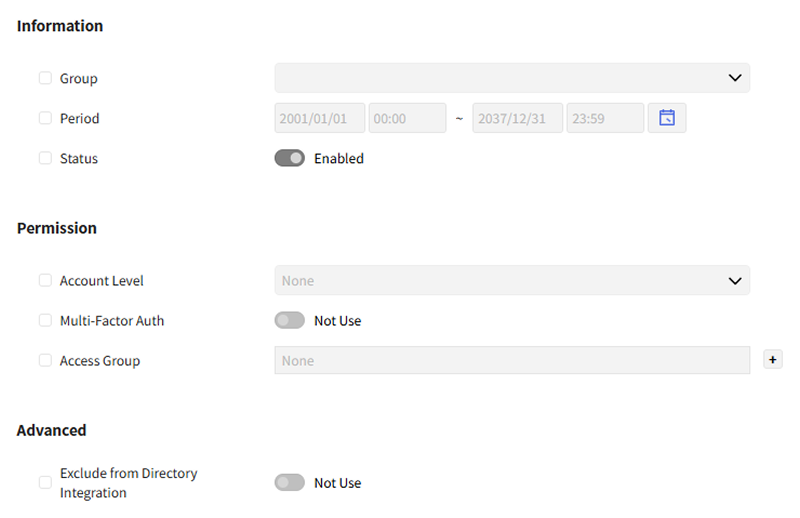 Information
Group
Period 2001/01/01 00:00 ~ 2037/12/31 23:59
Status Enabled
Permission
Account Level None
Multi-Factor Auth Not Use
Access Group None +
Advanced
Exclude from Directory
Integration
Not Use